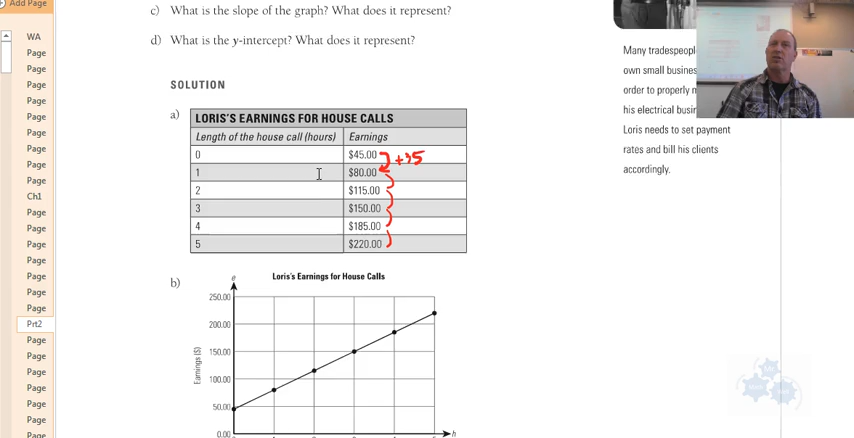 Add Page
WA
Page
Page
Page
Page
Page
Page
Page
Page
Page
Ch1
Page
Page
Page
Page
Page
Page
Page
Prt2
Page
Page
Page
Page
Page
Page
c) What is the slope of the graph? What does it represent?
d) What is the y-intercept? What does it represent?
SOLUTION
a)
LORIS'S EARNINGS FOR HOUSE CALLS
Length of the house call (hours) Earnings
0 $45.00
+35
1 $80.00
2 $115.00
3 $150.00
4 $185.00
5 $220.00
b)
e
Loris's Earnings for House Calls
250.00
200.00
150.00
100.00
50.00
0.00
Earnings ($)
h
Many tradespeopl
own small busines
order to properly m
his electrical busin
Loris needs to set payment
rates and bill his clients
accordingly.